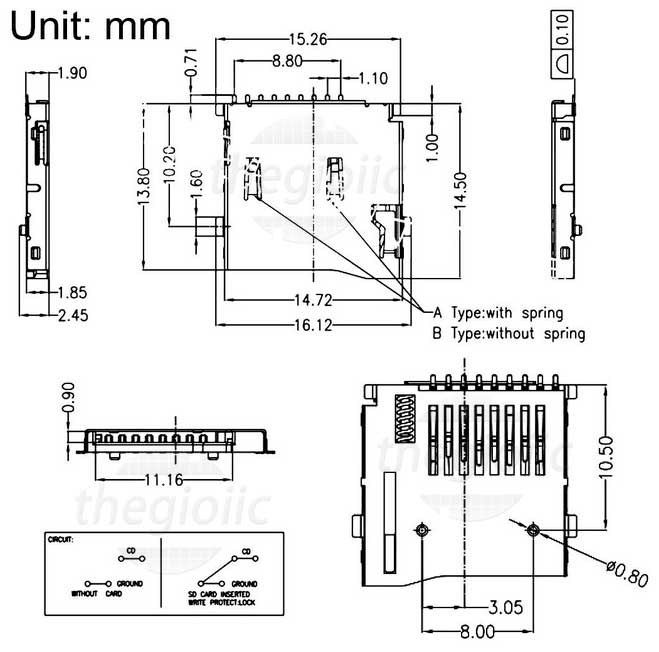 Unit: mm
15.26
0.10
0.71
8.80
1.90
1.10
1.00
10.20
13.80
1.60
14.50
thegioiic
1.85
14.72
2.45
16.12
A Type:with spring
B Type:without spring
0.90
11.16
thegioiic
10.50
thegioiic
ø0.80
3.05
8.00
CIRCUIT:
CD
CD
GROUND
GROUND
WITHOUT CARD
SD CARD INSERTED
WRITE PROTECT:LOCK